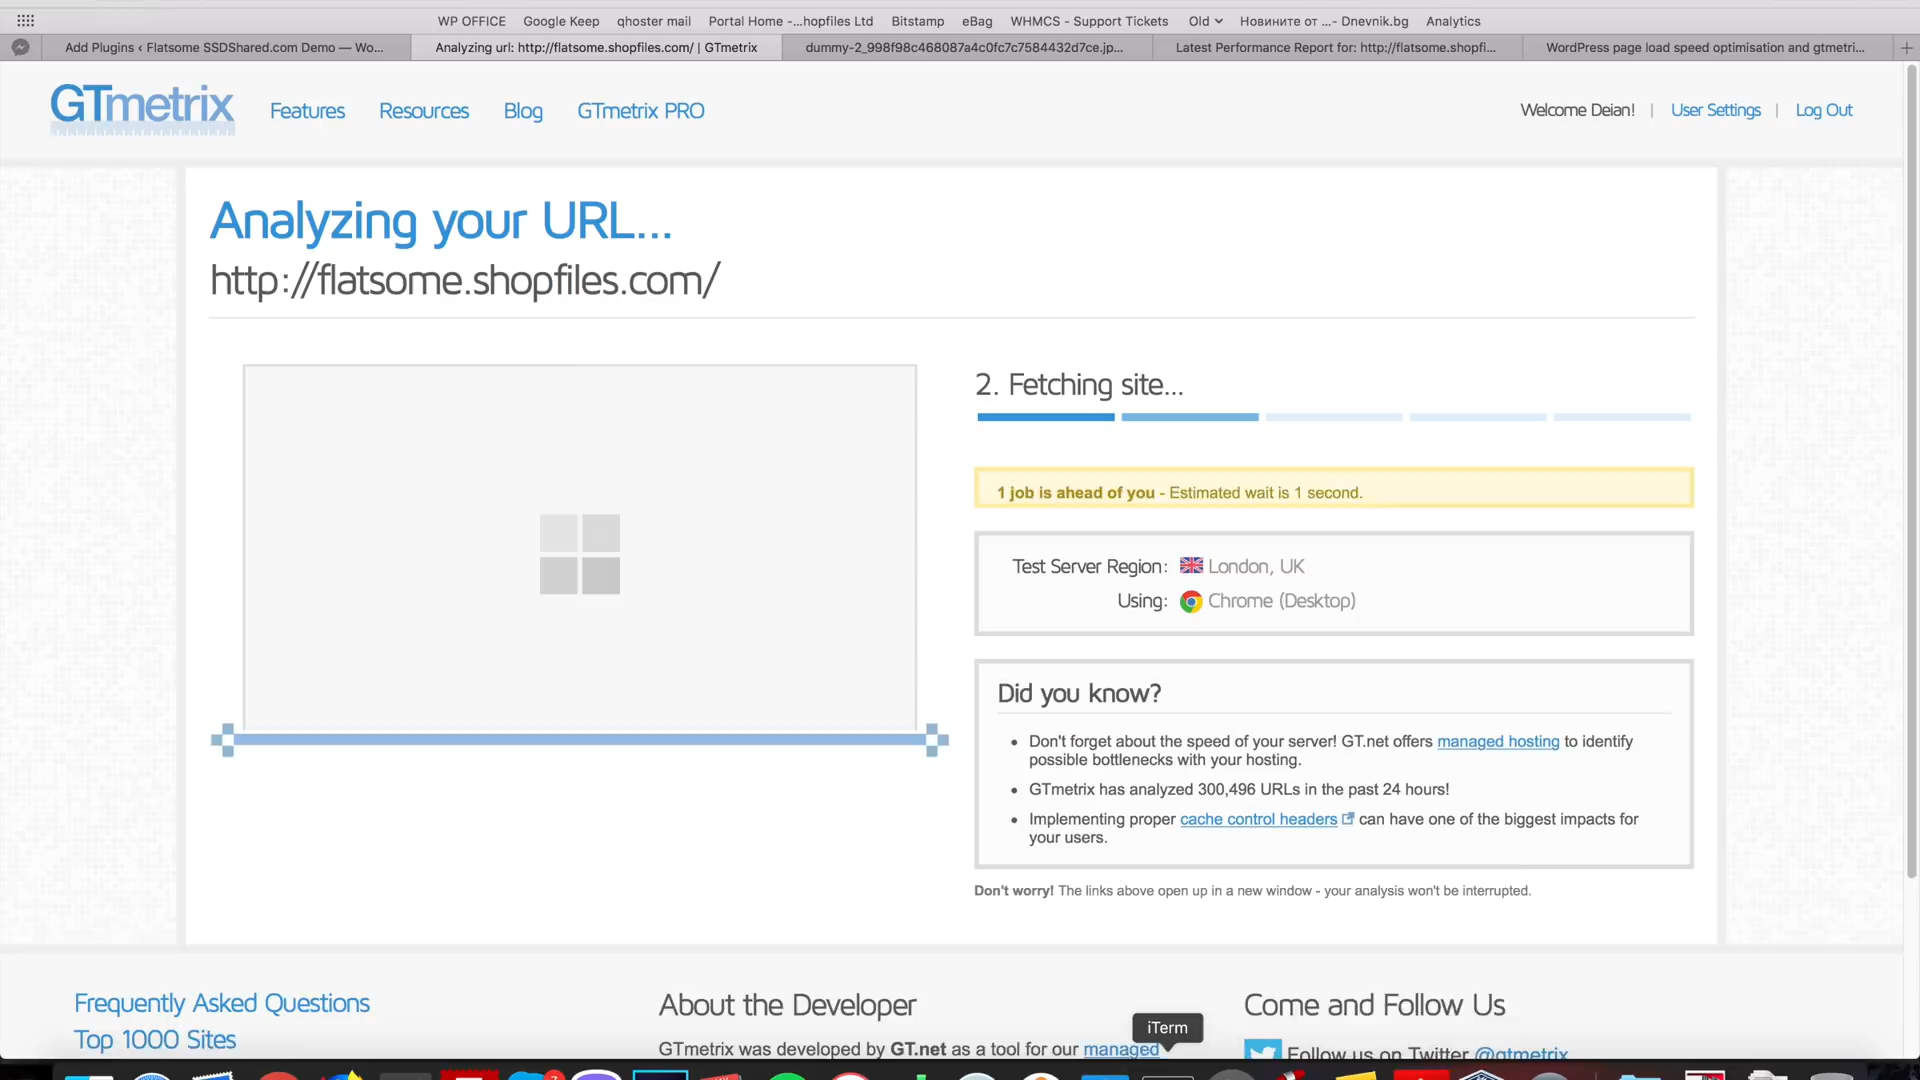 WP OFFICE Google Keep qhoster mail Portal Home -...hopfiles Ltd Bitstamp eBag WHMCS - Support Tickets Old Новините от ...- Dnevnik.bg Analytics
Add Plugins ‹ Flatsome SSDShared.com Demo — Wo... Analyzing url: http://flatsome.shopfiles.com/ | GTmetrix dummy-2_998f98c468087a4c0fc7c7584432d7ce.jp... Latest Performance Report for: http://flatsome.shopfi... WordPress page load speed optimisation and gtmetri...
GTmetrix Features Resources Blog GTmetrix PRO Welcome Deian! | User Settings | Log Out
Analyzing your URL...
http://flatsome.shopfiles.com/
2. Fetching site...
1 job is ahead of you - Estimated wait is 1 second.
Test Server Region: London, UK
Using: Chrome (Desktop)
Did you know?
• Don't forget about the speed of your server! GT.net offers managed hosting to identify
possible bottlenecks with your hosting.
• GTmetrix has analyzed 300,496 URLs in the past 24 hours!
• Implementing proper cache control headers can have one of the biggest impacts for
your users.
Don't worry! The links above open up in a new window - your analysis won't be interrupted.
Frequently Asked Questions
Top 1000 Sites
About the Developer
GTmetrix was developed by GT.net as a tool for our managed
iTerm
Come and Follow Us
Follow us on Twitter @gtmetrix